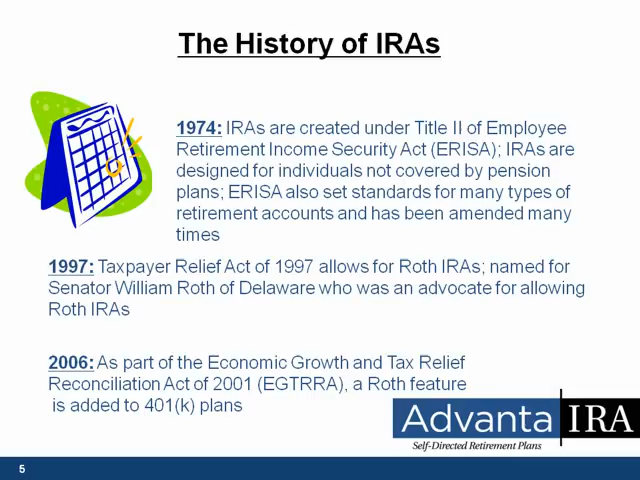 The History of IRAs
1974: IRAs are created under Title II of Employee
Retirement Income Security Act (ERISA); IRAs are
designed for individuals not covered by pension
plans; ERISA also set standards for many types of
retirement accounts and has been amended many
times
1997: Taxpayer Relief Act of 1997 allows for Roth IRAs; named for
Senator William Roth of Delaware who was an advocate for allowing
Roth IRAs
2006: As part of the Economic Growth and Tax Relief
Reconciliation Act of 2001 (EGTRRA), a Roth feature
is added to 401(k) plans
Advanta IRA
Self-Directed Retirement Plans
5